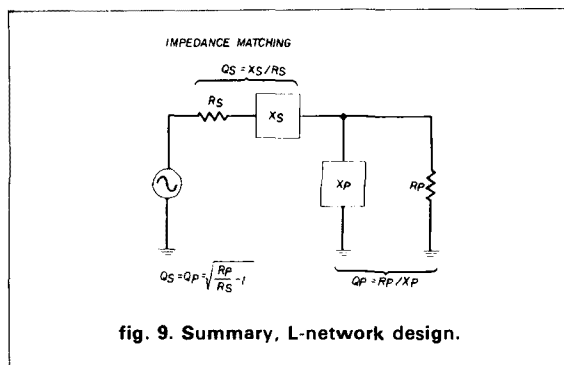 IMPEDANCE MATCHING
QS = XS/RS
RS
XS
XP
RP
QS = QP = √(RP/RS - 1)
QP = RP/XP
fig. 9. Summary, L-network design.